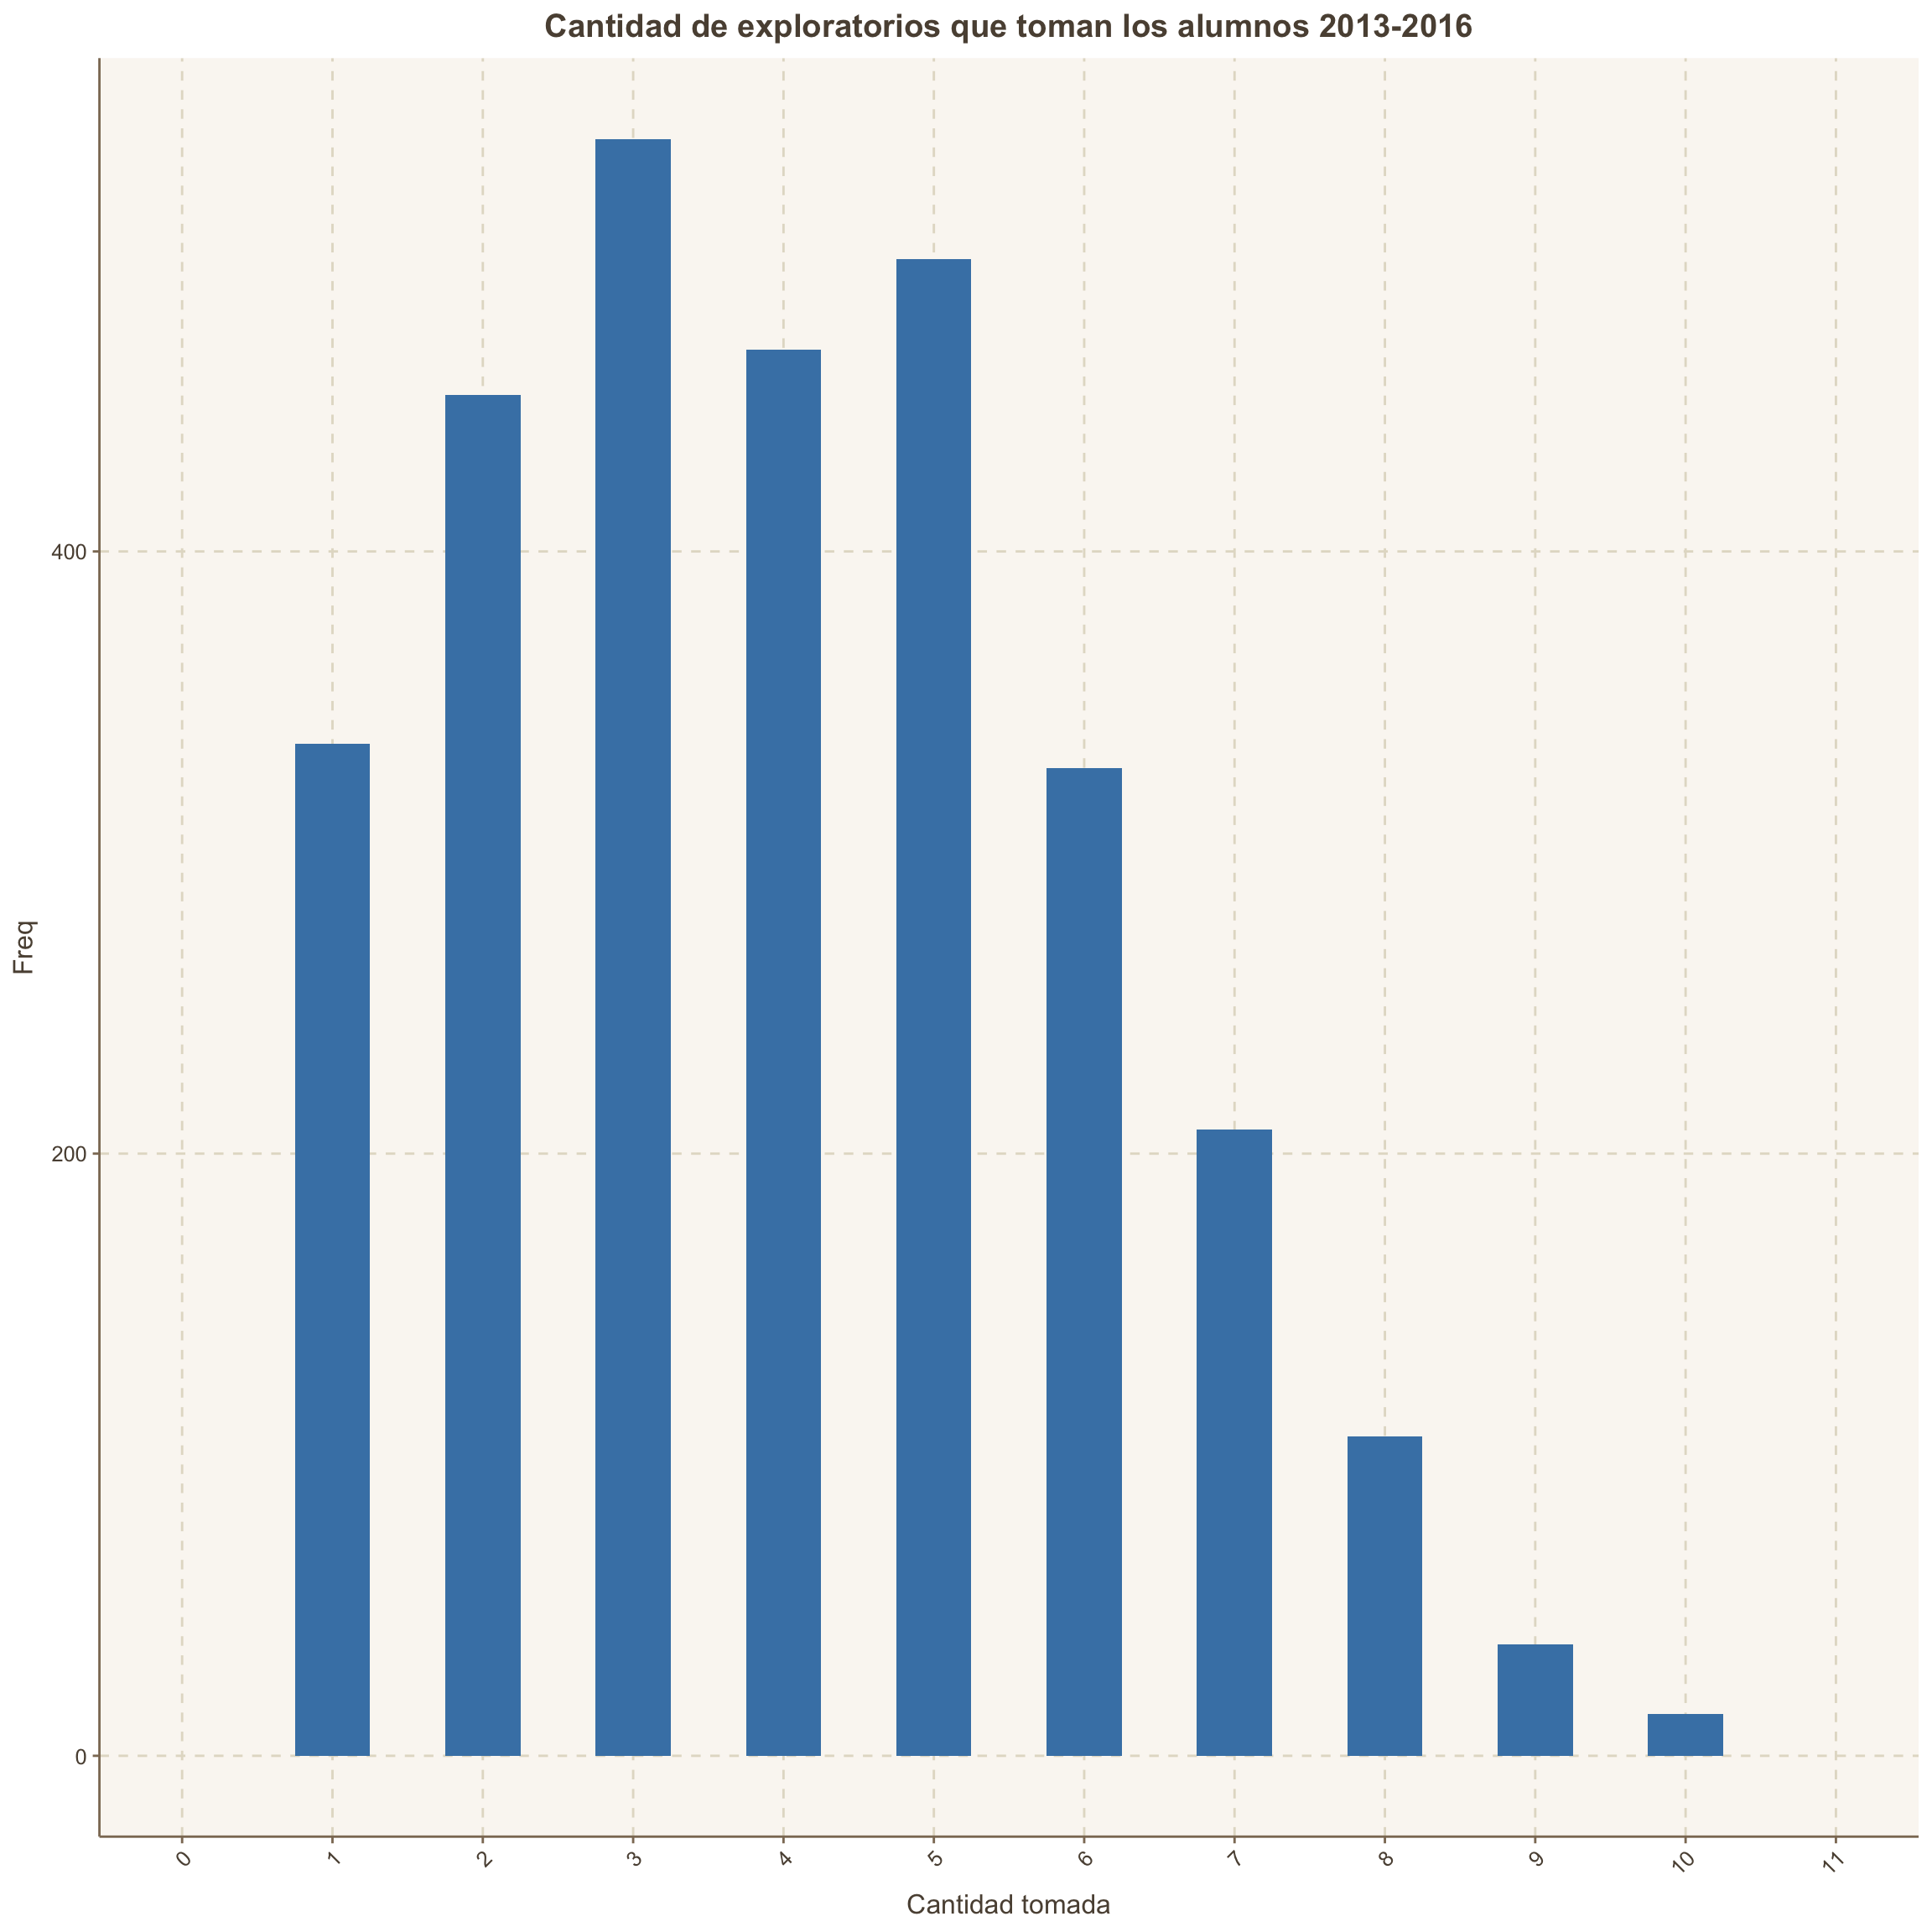 Cantidad de exploratorios que toman los alumnos 2013-2016
Freq
400
200
0
0 1 2 3 4 5 6 7 8 9 10 11
Cantidad tomada